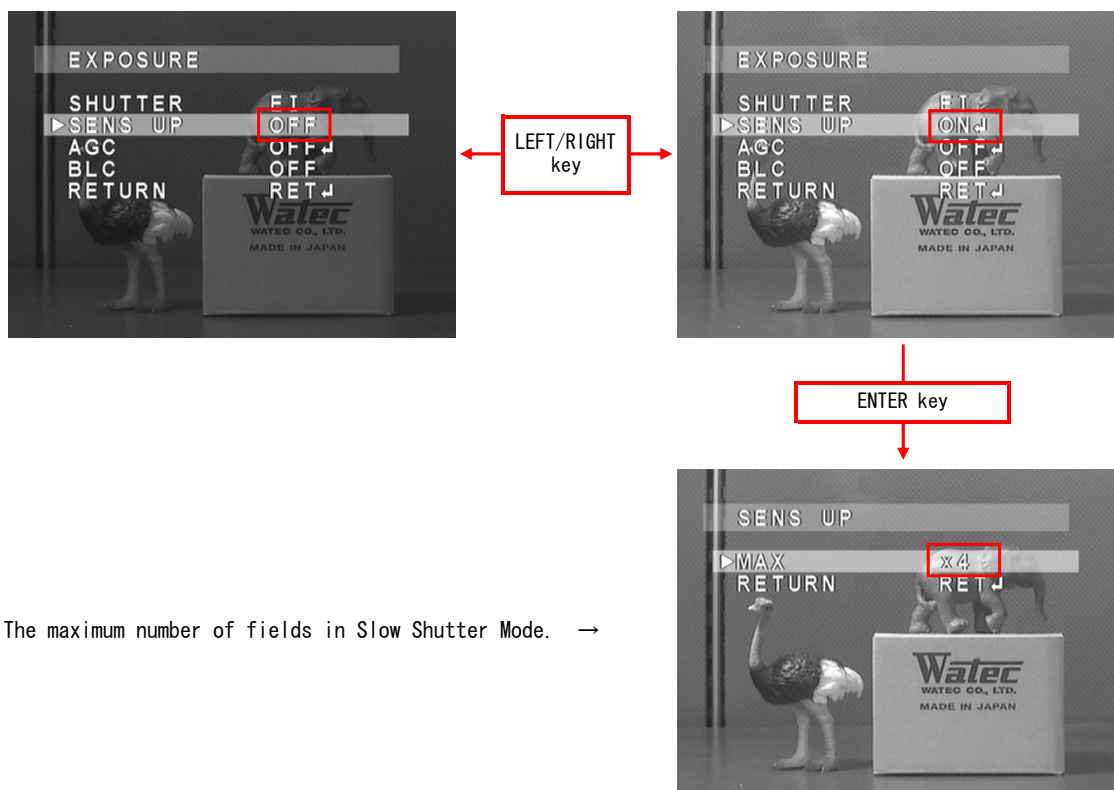 EXPOSURE
SHUTTER EI
▷SENS UP OFF
AGC OFF↲
BLC OFF
RETURN RET↲
Watec
WATEC CO., LTD.
MADE IN JAPAN
LEFT/RIGHT
key
EXPOSURE
SHUTTER EI
▷SENS UP ON↲
AGC OFF↲
BLC OFF
RETURN RET↲
Watec
WATEC CO., LTD.
MADE IN JAPAN
ENTER key
SENS UP
▷MAX x4
RETURN RET↲
Watec
WATEC CO., LTD.
MADE IN JAPAN
The maximum number of fields in Slow Shutter Mode. →